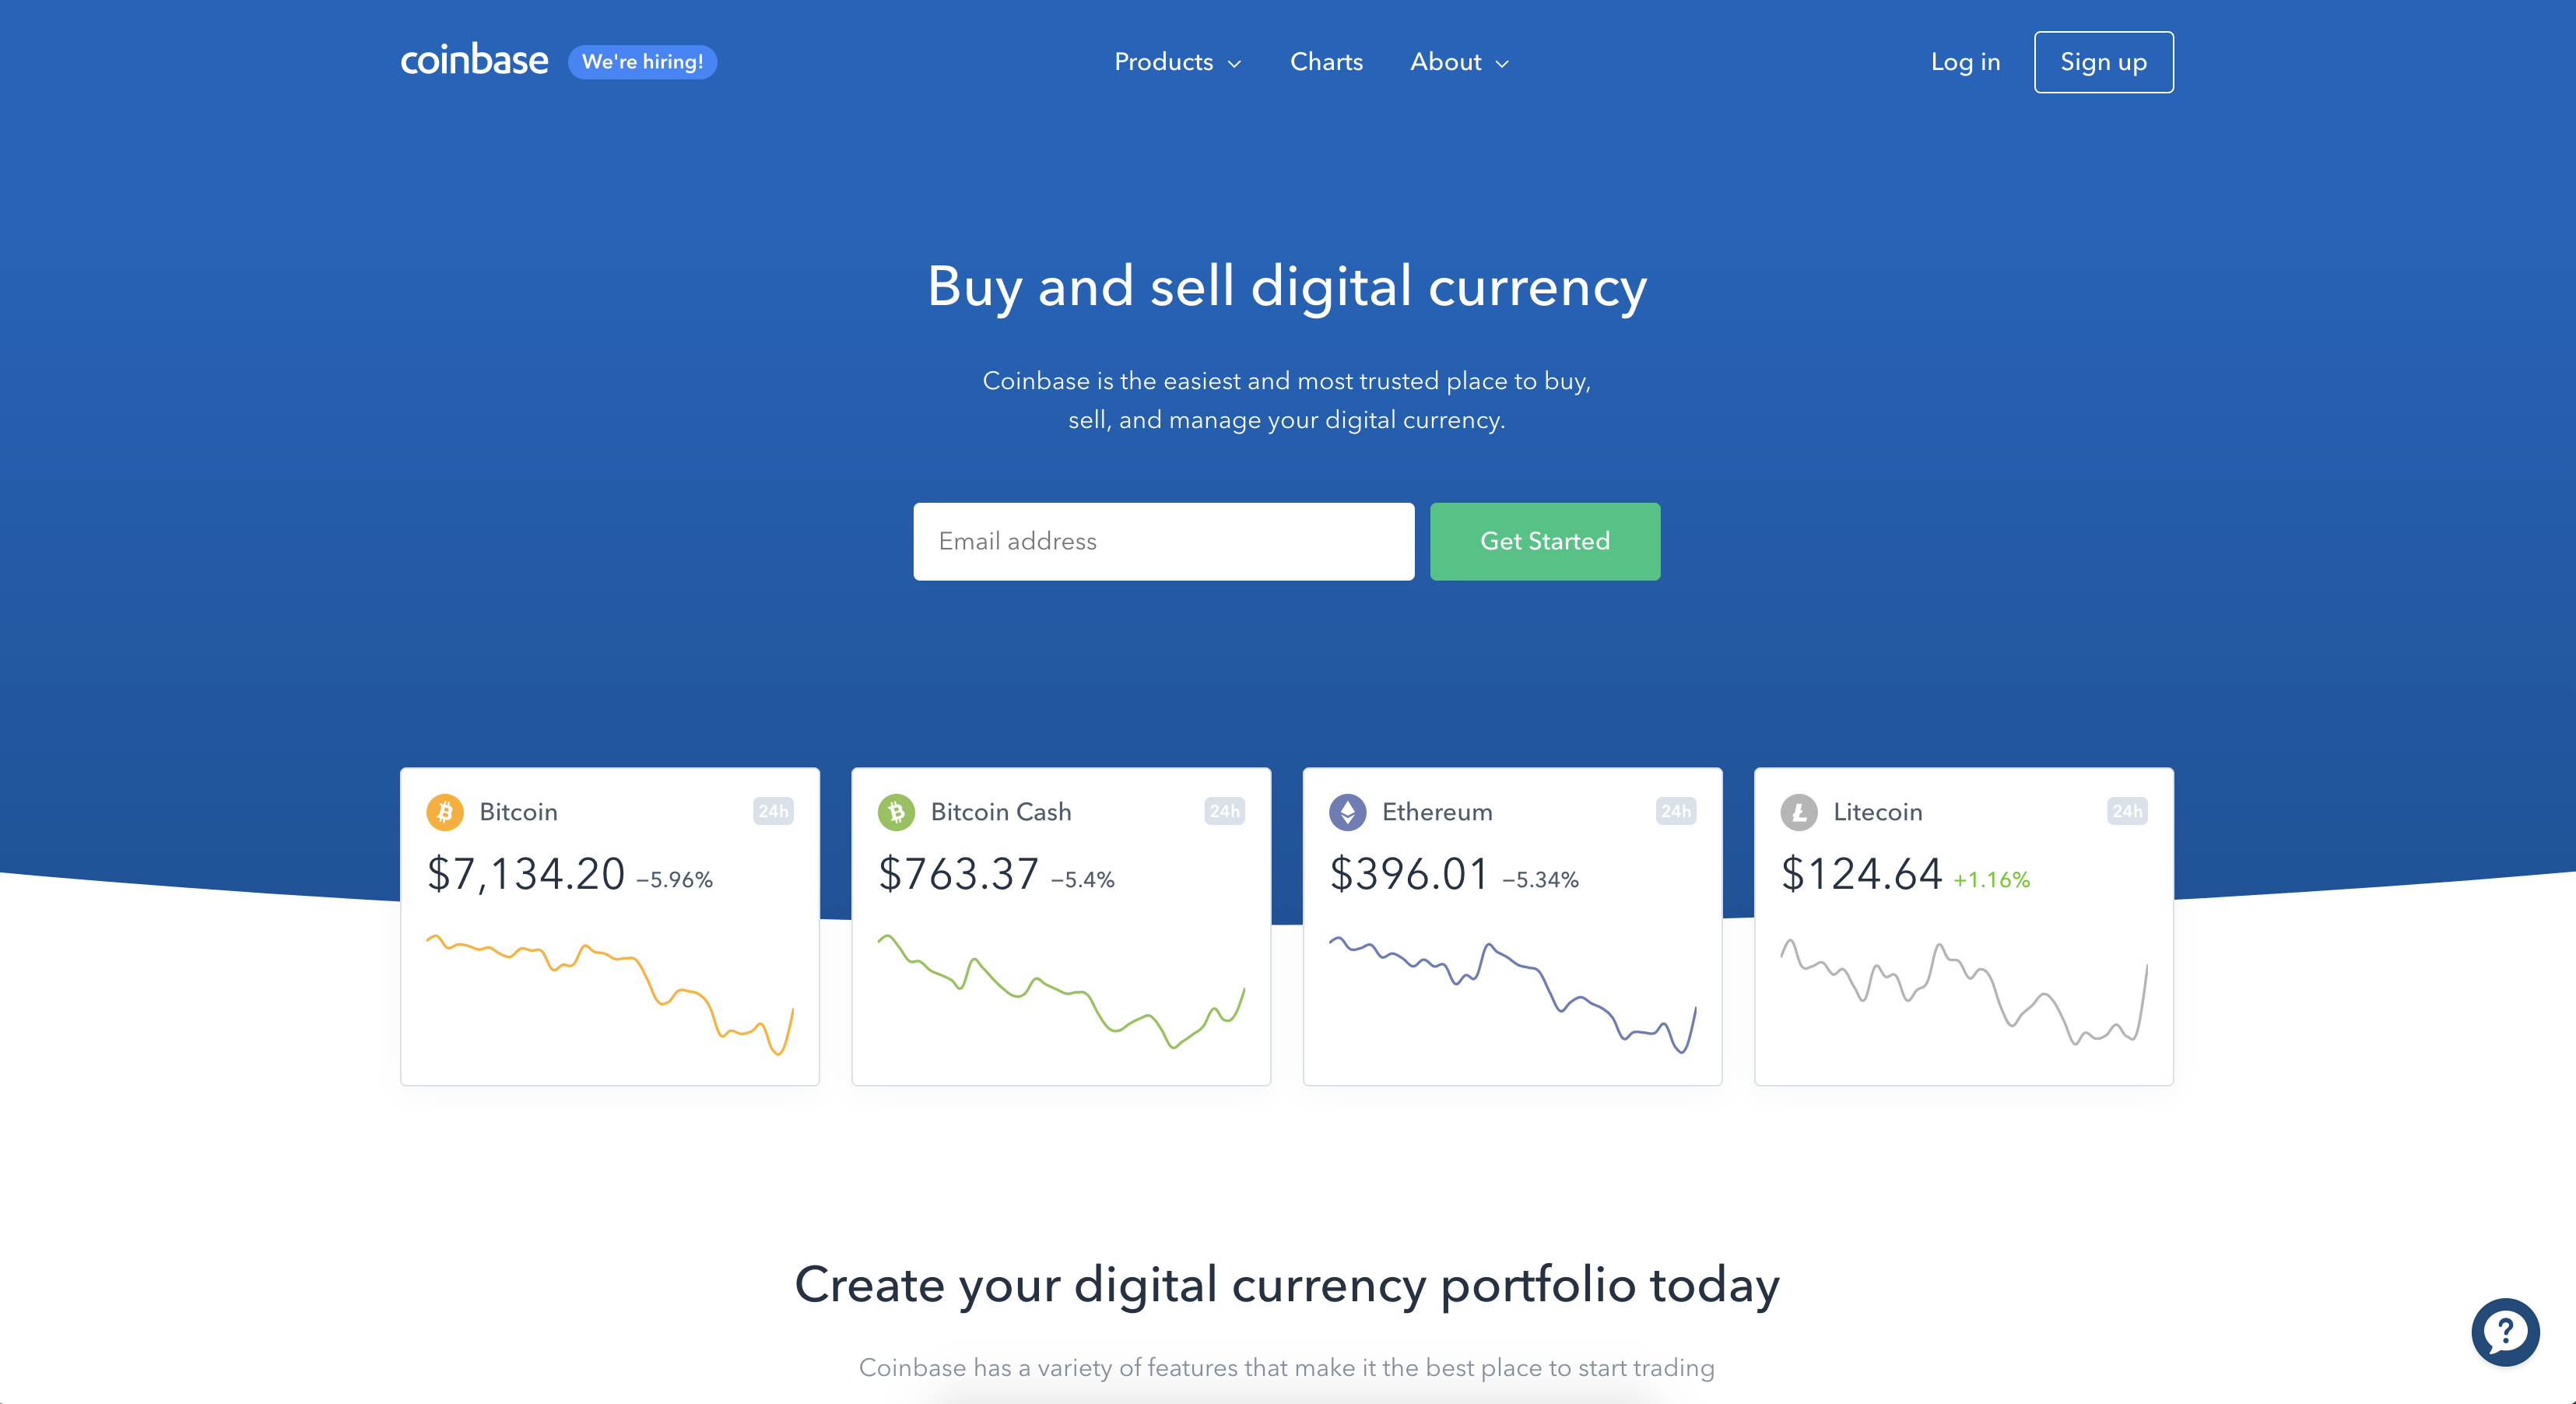 coinbase We're hiring! Products Charts About Log in Sign up
Buy and sell digital currency
Coinbase is the easiest and most trusted place to buy,
sell, and manage your digital currency.
Email address Get Started
Bitcoin 24h
$7,134.20 −5.96%
Bitcoin Cash 24h
$763.37 −5.4%
Ethereum 24h
$396.01 −5.34%
Litecoin 24h
$124.64 +1.16%
Create your digital currency portfolio today
Coinbase has a variety of features that make it the best place to start trading
?